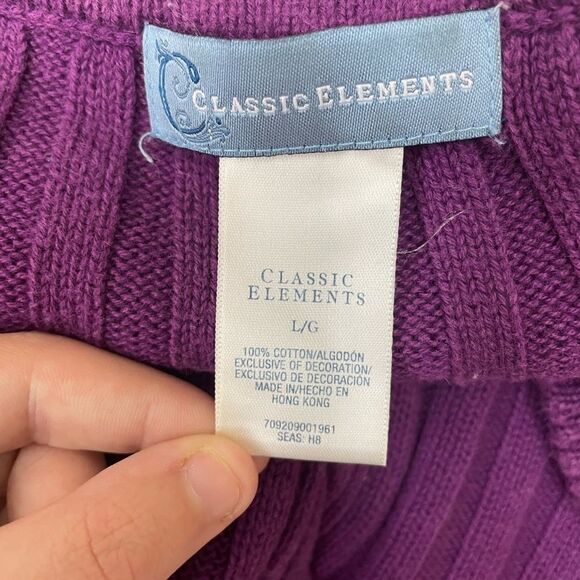 CLASSIC ELEMENTS
CLASSIC
ELEMENTS
L/G
100% COTTON/ALGODÓN
EXCLUSIVE OF DECORATION/
EXCLUSIVO DE DECORACIÓN
MADE IN/HECHO EN
HONG KONG
709209001961
SEAS: H8